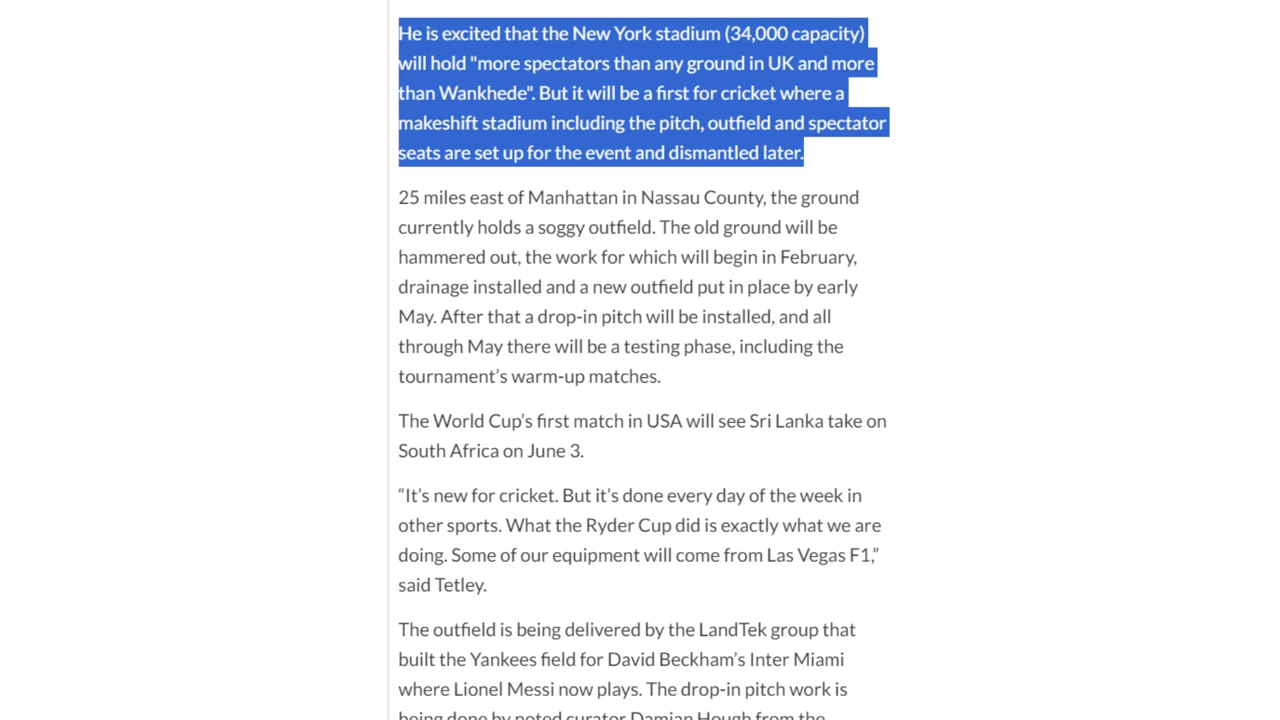 He is excited that the New York stadium (34,000 capacity)
will hold "more spectators than any ground in UK and more
than Wankhede". But it will be a first for cricket where a
makeshift stadium including the pitch, outfield and spectator
seats are set up for the event and dismantled later.
25 miles east of Manhattan in Nassau County, the ground
currently holds a soggy outfield. The old ground will be
hammered out, the work for which will begin in February,
drainage installed and a new outfield put in place by early
May. After that a drop-in pitch will be installed, and all
through May there will be a testing phase, including the
tournament’s warm-up matches.
The World Cup’s first match in USA will see Sri Lanka take on
South Africa on June 3.
“It’s new for cricket. But it’s done every day of the week in
other sports. What the Ryder Cup did is exactly what we are
doing. Some of our equipment will come from Las Vegas F1,”
said Tetley.
The outfield is being delivered by the LandTek group that
built the Yankees field for David Beckham’s Inter Miami
where Lionel Messi now plays. The drop-in pitch work is
being done by noted curator Damian Hough from the